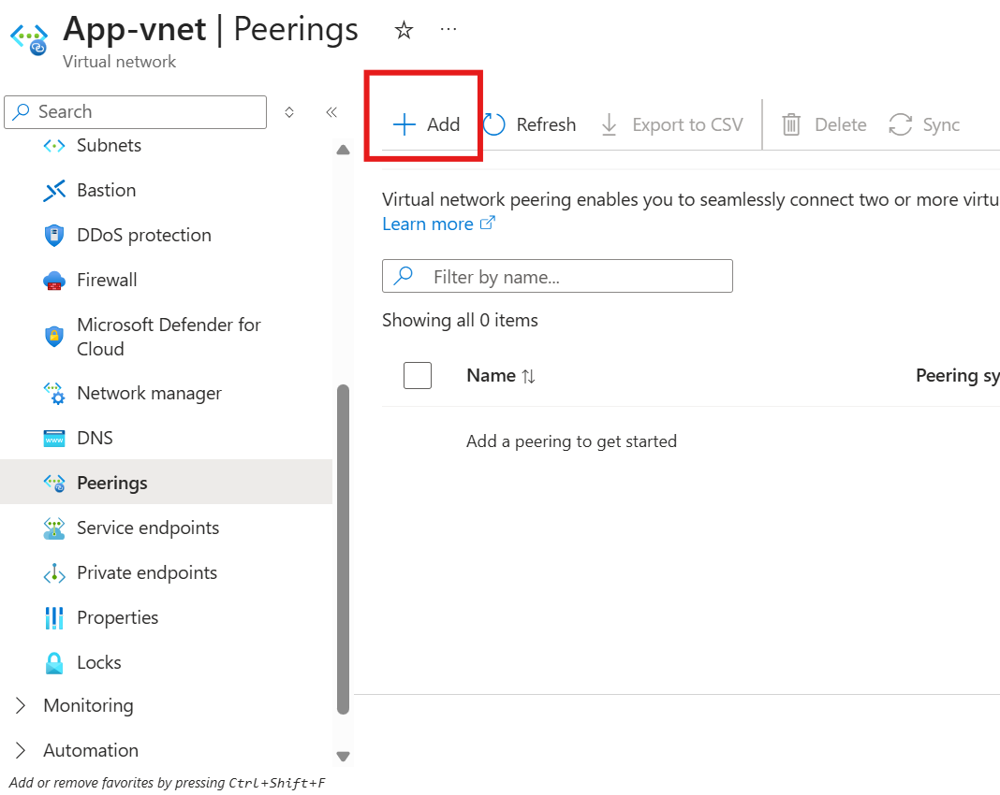 App-vnet | Peerings
Virtual network
Search
Subnets
Bastion
DDoS protection
Firewall
Microsoft Defender for
Cloud
Network manager
DNS
Peerings
Service endpoints
Private endpoints
Properties
Locks
Monitoring
Automation
Add or remove favorites by pressing Ctrl+Shift+F
Add Refresh Export to CSV Delete Sync
Virtual network peering enables you to seamlessly connect two or more virtu
Learn more
Filter by name...
Showing all 0 items
Name Peering sy
Add a peering to get started